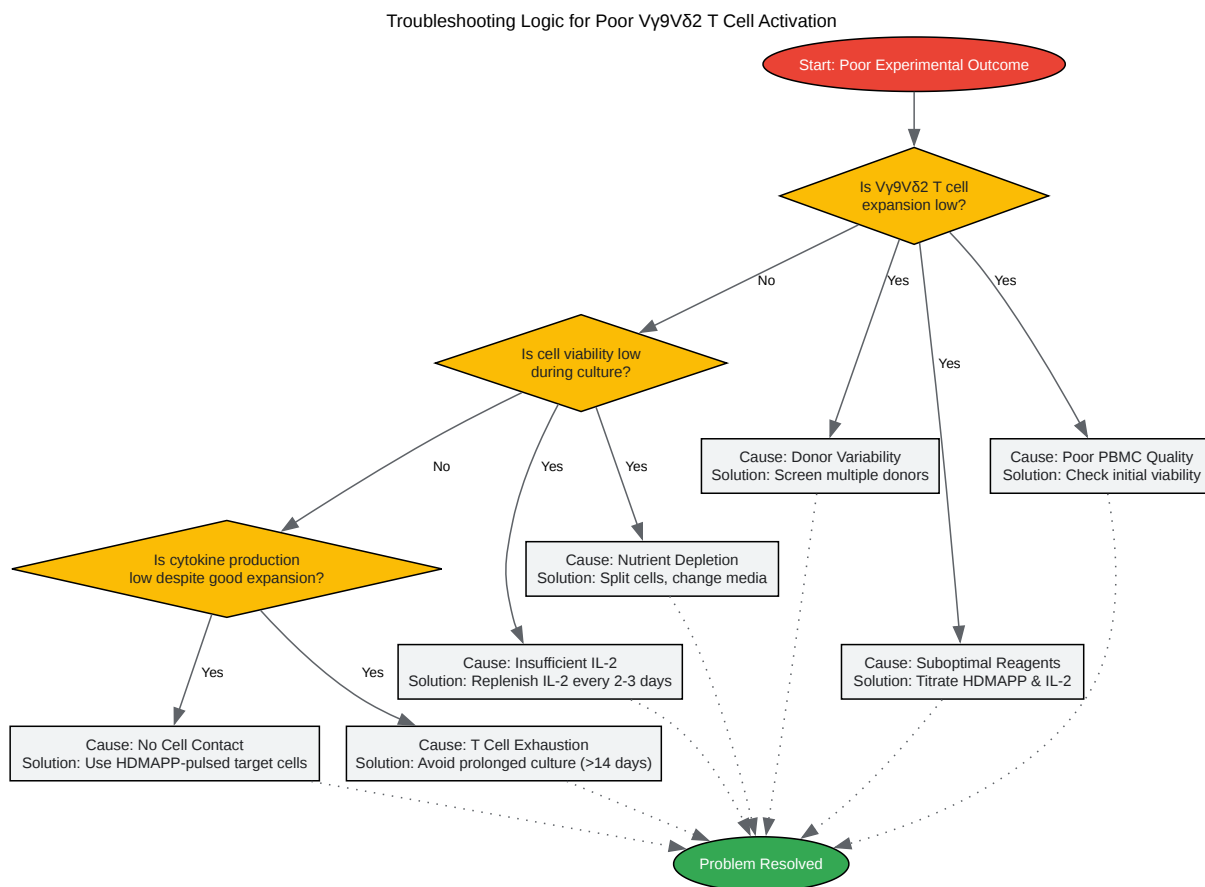 Troubleshooting Logic for Poor Vγ9Vδ2 T Cell Activation
Start: Poor Experimental Outcome
Is Vγ9Vδ2 T cell
expansion low?
No
Yes
Yes
Yes
Is cell viability low
during culture?
Cause: Donor Variability
Solution: Screen multiple donors
Cause: Poor PBMC Quality
Solution: Check initial viability
No
Yes
Yes
Is cytokine production
low despite good expansion?
Cause: Nutrient Depletion
Solution: Split cells, change media
Cause: Insufficient IL-2
Solution: Replenish IL-2 every 2-3 days
Cause: Suboptimal Reagents
Solution: Titrate HDMAPP & IL-2
Yes
Yes
Cause: No Cell Contact
Solution: Use HDMAPP-pulsed target cells
Cause: T Cell Exhaustion
Solution: Avoid prolonged culture (>14 days)
Problem Resolved